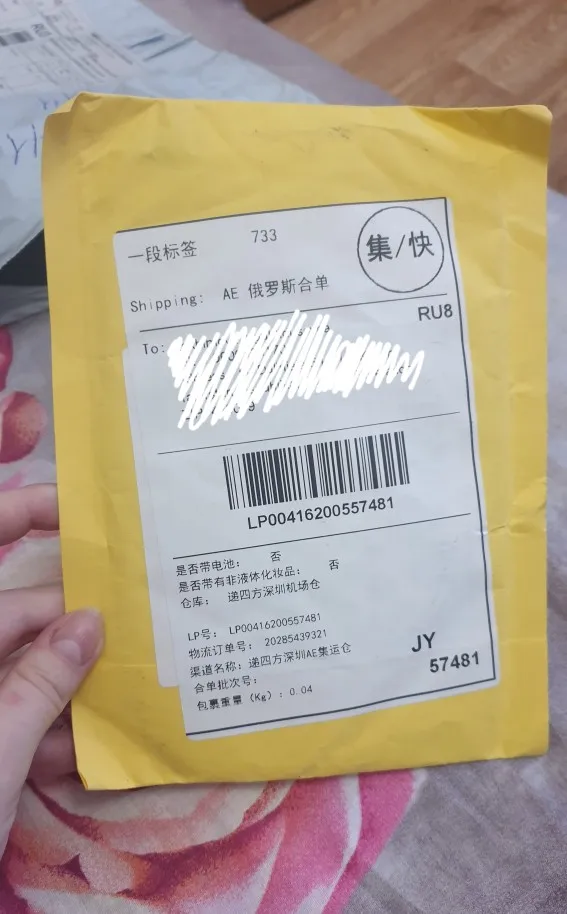 一段标签 733
集/快
Shipping: AE 俄罗斯合单
RU8
To:
LP00416200557481
是否带电池: 否
是否带有非液体化妆品: 否
仓库: 递四方深圳机场仓
LP号: LP00416200557481
物流订单号: 20285439321
渠道名称: 递四方深圳AE集运仓
合单批次号:
包裹重量 (Kg) : 0.04
JY
57481